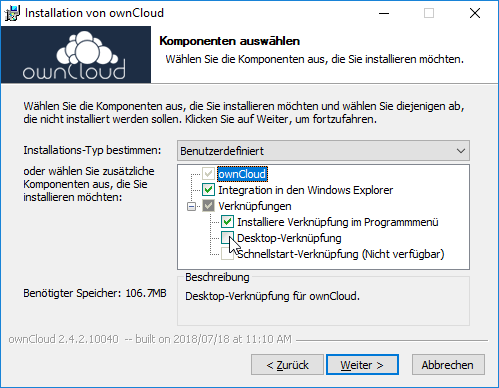 Installation von ownCloud
ownCloud
Komponenten auswählen
Wählen Sie die Komponenten aus, die Sie installieren möchten.
Wählen Sie die Komponenten aus, die Sie installieren möchten und wählen Sie diejenigen ab,
die nicht installiert werden sollen. Klicken Sie auf Weiter, um fortzufahren.
Installations-Typ bestimmen:
Benutzerdefiniert
oder wählen Sie zusätzliche
Komponenten aus, die Sie
installieren möchten:
ownCloud
Integration in den Windows Explorer
Verknüpfungen
Installiere Verknüpfung im Programmmenü
Desktop-Verknüpfung
Schnellstart-Verknüpfung (Nicht verfügbar)
Benötigter Speicher: 106.7MB
Beschreibung
Desktop-Verknüpfung für ownCloud.
ownCloud 2.4.2.10040 -- built on 2018/07/18 at 11:10 AM
< Zurück
Weiter >
Abbrechen